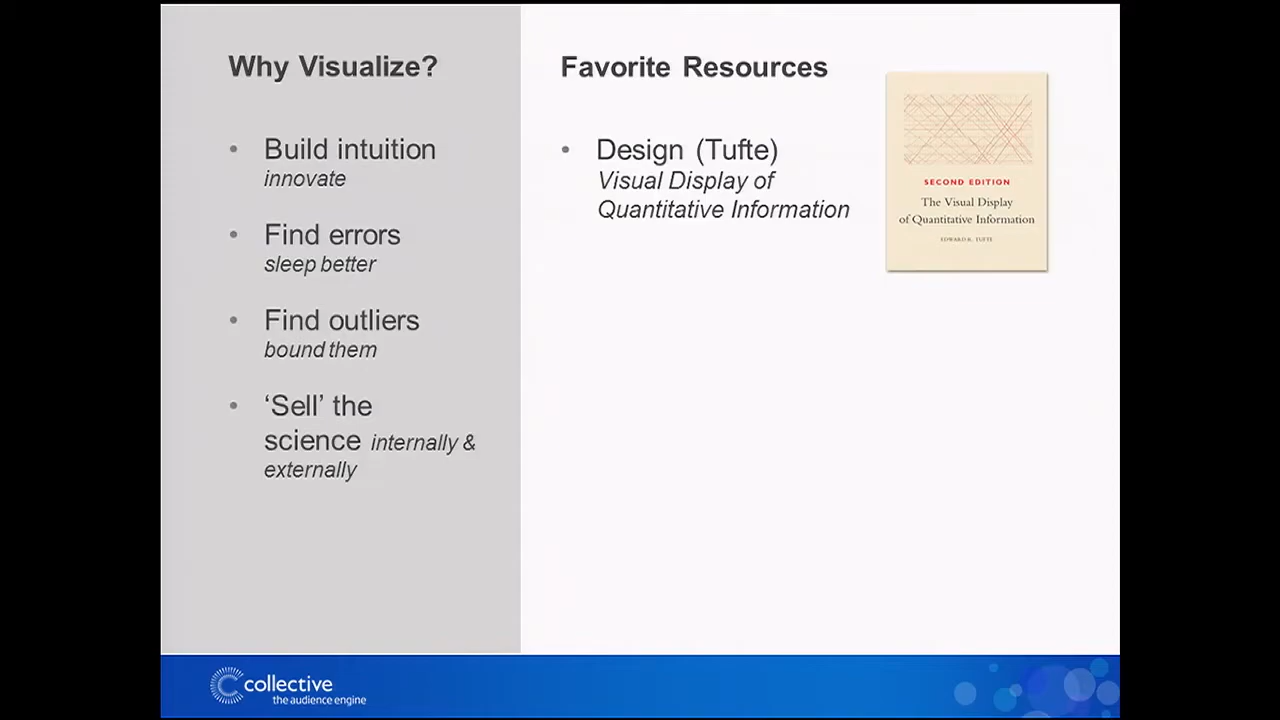 Why Visualize?
• Build intuition
innovate
• Find errors
sleep better
• Find outliers
bound them
• ‘Sell’ the
science internally &
externally
Favorite Resources
• Design (Tufte)
Visual Display of
Quantitative Information
SECOND EDITION
The Visual Display
of Quantitative Information
EDWARD R. TUFTE
collective
the audience engine